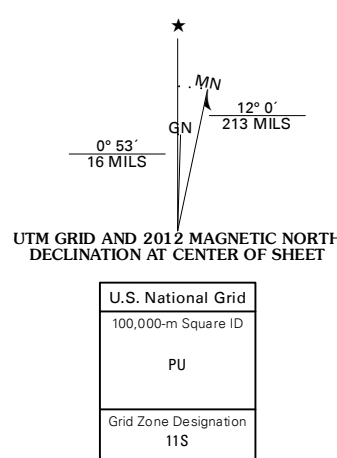 ★
MN
GN
12° 0´
213 MILS
0° 53´
16 MILS
UTM GRID AND 2012 MAGNETIC NORTH
DECLINATION AT CENTER OF SHEET
U.S. National Grid
100,000-m Square ID
PU
Grid Zone Designation
11S